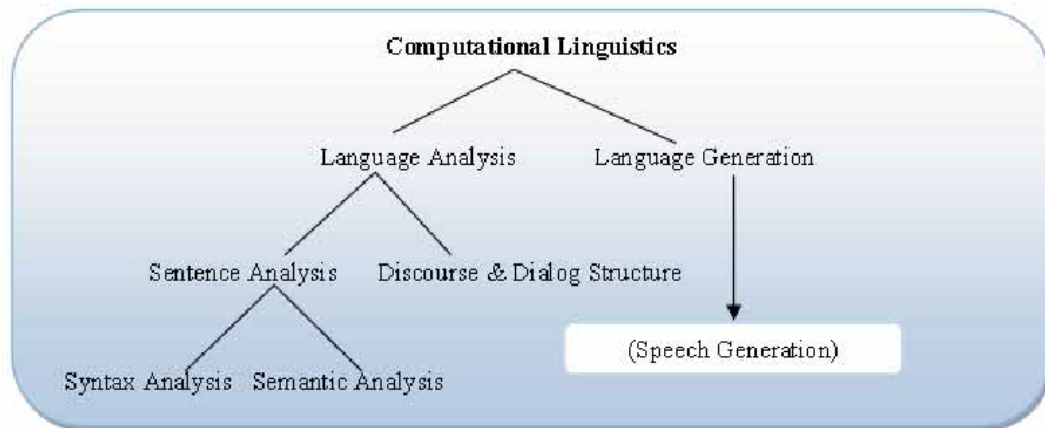 Computational Linguistics
Language Analysis Language Generation
Sentence Analysis Discourse & Dialog Structure
(Speech Generation)
Syntax Analysis Semantic Analysis